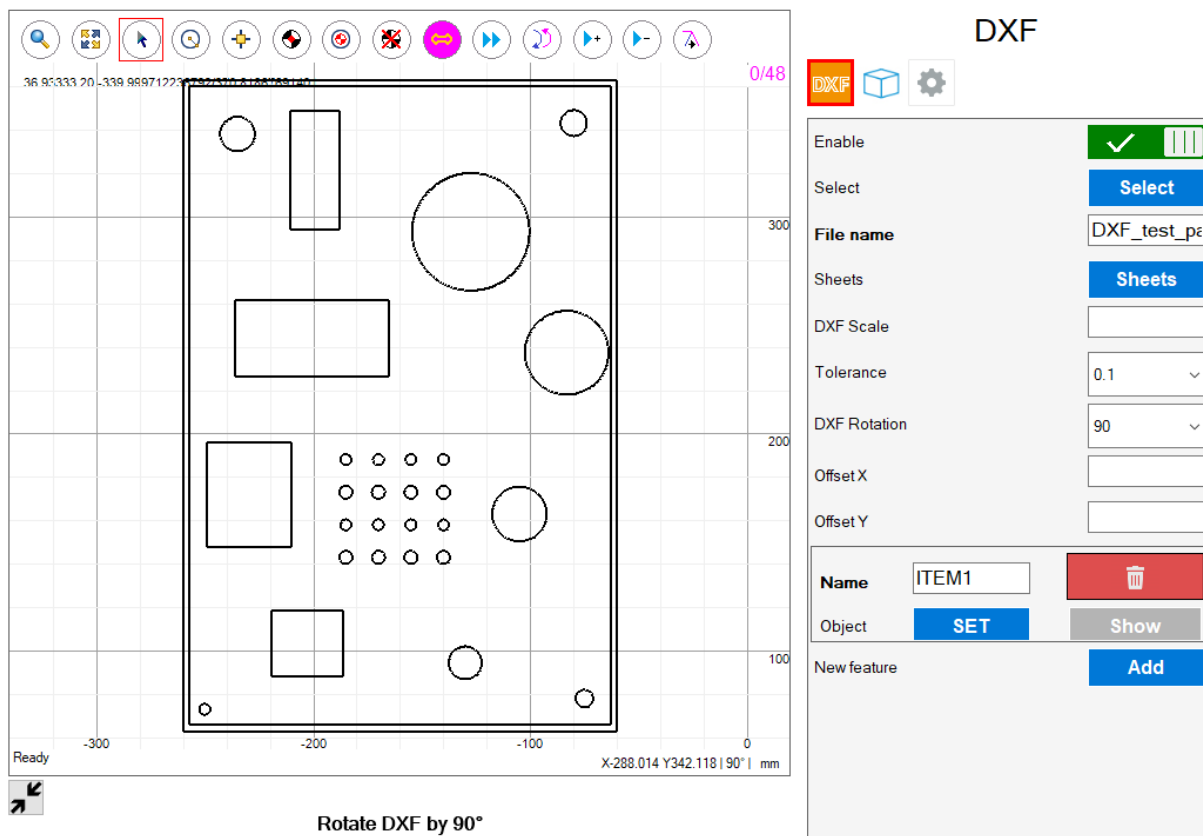 DXF
0/48
DXF
Enable
Select
Select
300
File name
DXF_test_pa
Sheets
Sheets
DXF Scale
Tolerance
0.1
DXF Rotation
90
200
Offset X
Offset Y
Name
ITEM1
Object
SET
Show
100
New feature
Add
-300
-200
-100
0
Ready
X-288.014 Y342.118 | 90° | mm
Rotate DXF by 90°